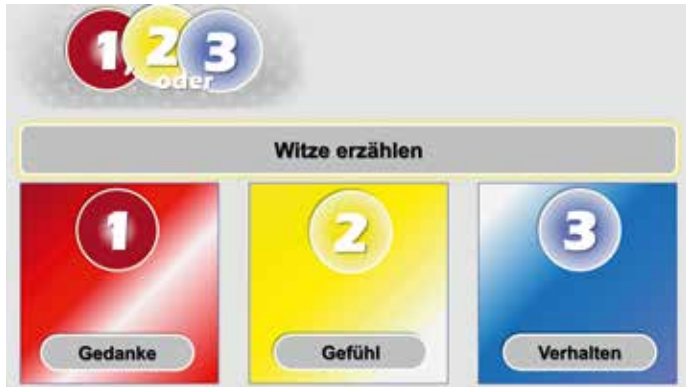 1, 2 3
oder
Witze erzählen
1 2 3
Gedanke Gefühl Verhalten